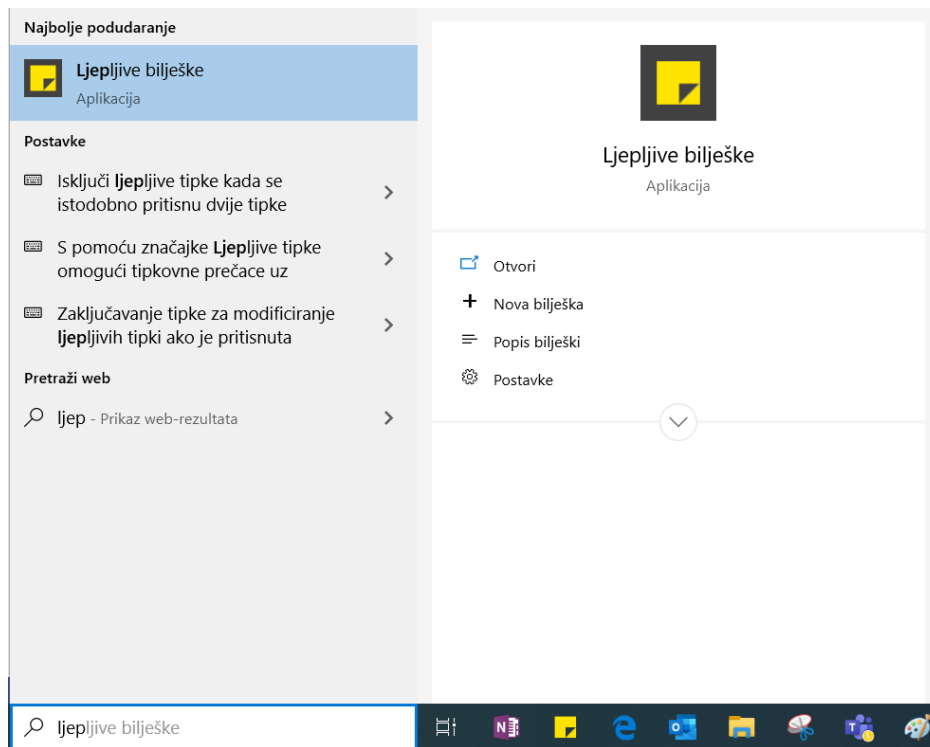 Najbolje podudaranje
Ljepljive bilješke
Aplikacija
Postavke
Isključi ljepljive tipke kada se
istodobno pritisnu dvije tipke
S pomoću značajke Ljepljive tipke
omogući tipkovne prečace uz
Zaključavanje tipke za modificiranje
ljepljivih tipki ako je pritisnuta
Pretraži web
ljep - Prikaz web-rezultata
Ljepljive bilješke
Aplikacija
Otvori
Nova bilješka
Popis bilješki
Postavke
ljepljive bilješke